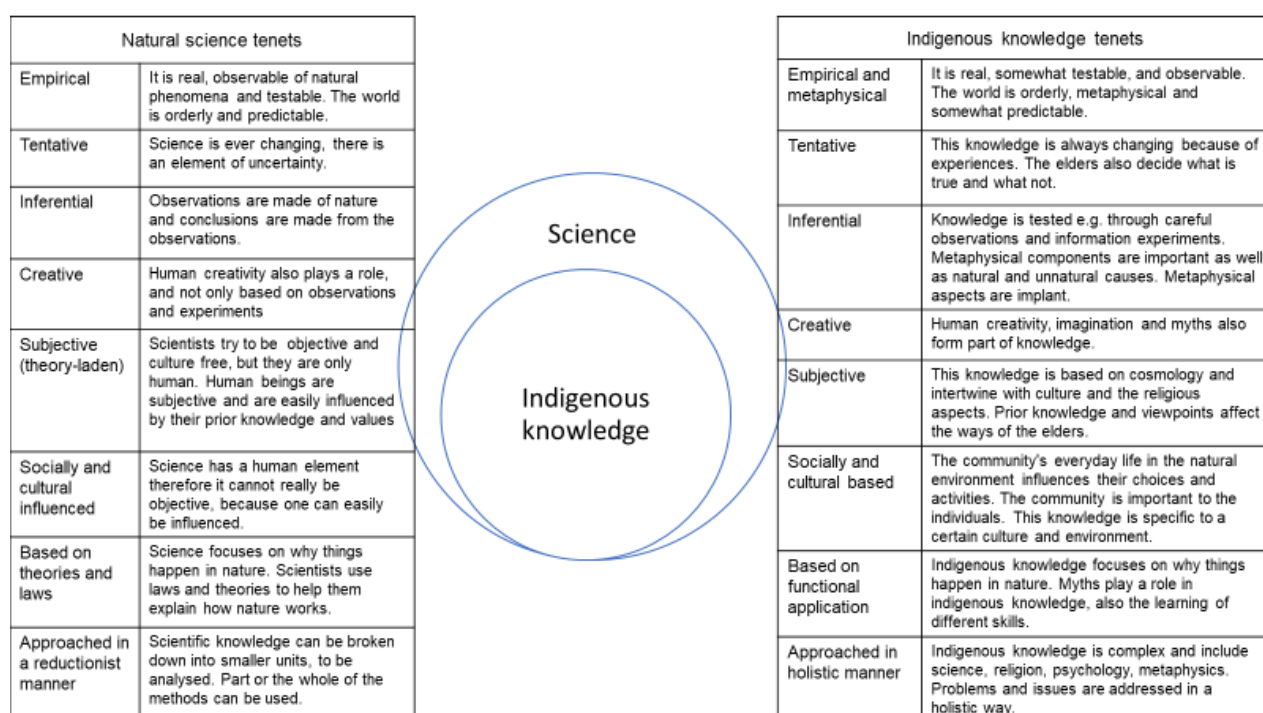 Natural science tenets
Empirical
It is real, observable of natural
phenomena and testable. The world
is orderly and predictable.
Tentative
Science is ever changing, there is
an element of uncertainty.
Inferential
Observations are made of nature
and conclusions are made from the
observations.
Creative
Human creativity also plays a role,
and not only based on observations
and experiments
Subjective
(theory-laden)
Scientists try to be objective and
culture free, but they are only
human. Human beings are
subjective and are easily influenced
by their prior knowledge and values
Socially and
cultural
influenced
Science has a human element
therefore it cannot really be
objective, because one can easily
be influenced.
Based on
theories and
laws
Science focuses on why things
happen in nature. Scientists use
laws and theories to help them
explain how nature works.
Approached in
a reductionist
manner
Scientific knowledge can be broken
down into smaller units, to be
analysed. Part or the whole of the
methods can be used.
Science
Indigenous
knowledge
Indigenous knowledge tenets
Empirical and
metaphysical
It is real, somewhat testable, and observable.
The world is orderly, metaphysical and
somewhat predictable.
Tentative
This knowledge is always changing because of
experiences. The elders also decide what is
true and what not.
Inferential
Knowledge is tested e.g. through careful
observations and information experiments.
Metaphysical components are important as well
as natural and unnatural causes. Metaphysical
aspects are implant.
Creative
Human creativity, imagination and myths also
form part of knowledge.
Subjective
This knowledge is based on cosmology and
intertwine with culture and the religious
aspects. Prior knowledge and viewpoints affect
the ways of the elders.
Socially and
cultural based
The community's everyday life in the natural
environment influences their choices and
activities. The community is important to the
individuals. This knowledge is specific to a
certain culture and environment.
Based on
functional
application
Indigenous knowledge focuses on why things
happen in nature. Myths play a role in
indigenous knowledge, also the learning of
different skills.
Approached in
holistic manner
Indigenous knowledge is complex and include
science, religion, psychology, metaphysics.
Problems and issues are addressed in a
holistic way.